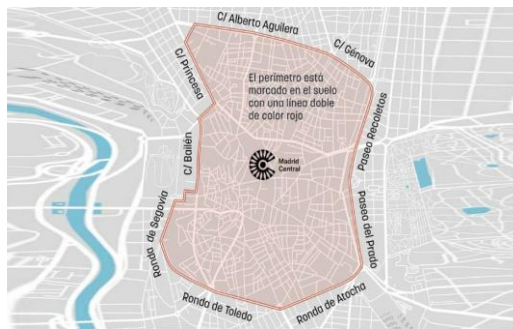 C/ Alberto Aguilera
C/ Génova
C/ Princesa
El perímetro está
marcado en el suelo
con una línea doble
de color rojo
Paseo Recoletos
C/ Bailén
Madrid
Central
Paseo del Prado
Ronda de Segovia
Ronda de Toledo
Ronda de Atocha